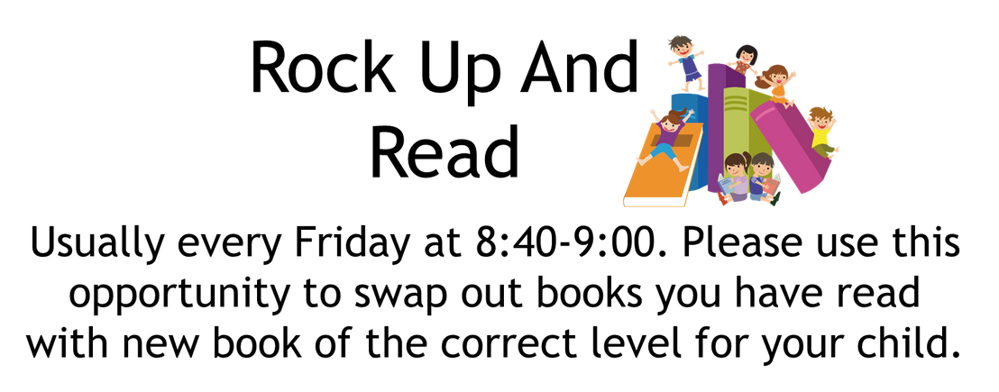 Rock Up And
Read
Usually every Friday at 8:40-9:00. Please use this
opportunity to swap out books you have read
with new book of the correct level for your child.